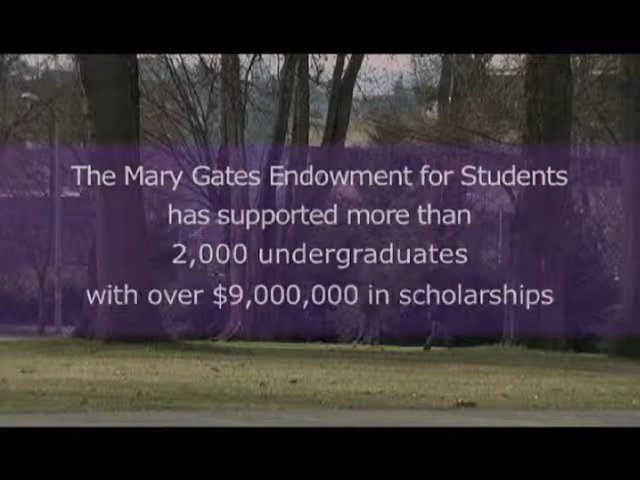 The Mary Gates Endowment for Students
has supported more than
2,000 undergraduates
with over $9,000,000 in scholarships